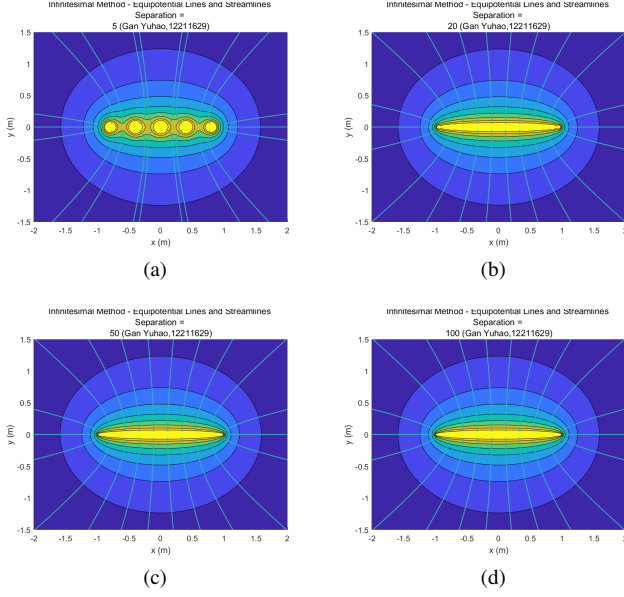 Infinitesimal Method - Equipotential Lines and Streamlines
Separation =
5 (Gan Yuhao,12211629)
1.5
1
0.5
0
-0.5
-1
-1.5
y (m)
-2 -1.5 -1 -0.5 0 0.5 1 1.5 2
x (m)
(a)
Infinitesimal Method - Equipotential Lines and Streamlines
Separation =
20 (Gan Yuhao,12211629)
1.5
1
0.5
0
-0.5
-1
-1.5
y (m)
-2 -1.5 -1 -0.5 0 0.5 1 1.5 2
x (m)
(b)
Infinitesimal Method - Equipotential Lines and Streamlines
Separation =
50 (Gan Yuhao,12211629)
1.5
1
0.5
0
-0.5
-1
-1.5
y (m)
-2 -1.5 -1 -0.5 0 0.5 1 1.5 2
x (m)
(c)
Infinitesimal Method - Equipotential Lines and Streamlines
Separation =
100 (Gan Yuhao,12211629)
1.5
1
0.5
0
-0.5
-1
-1.5
y (m)
-2 -1.5 -1 -0.5 0 0.5 1 1.5 2
x (m)
(d)